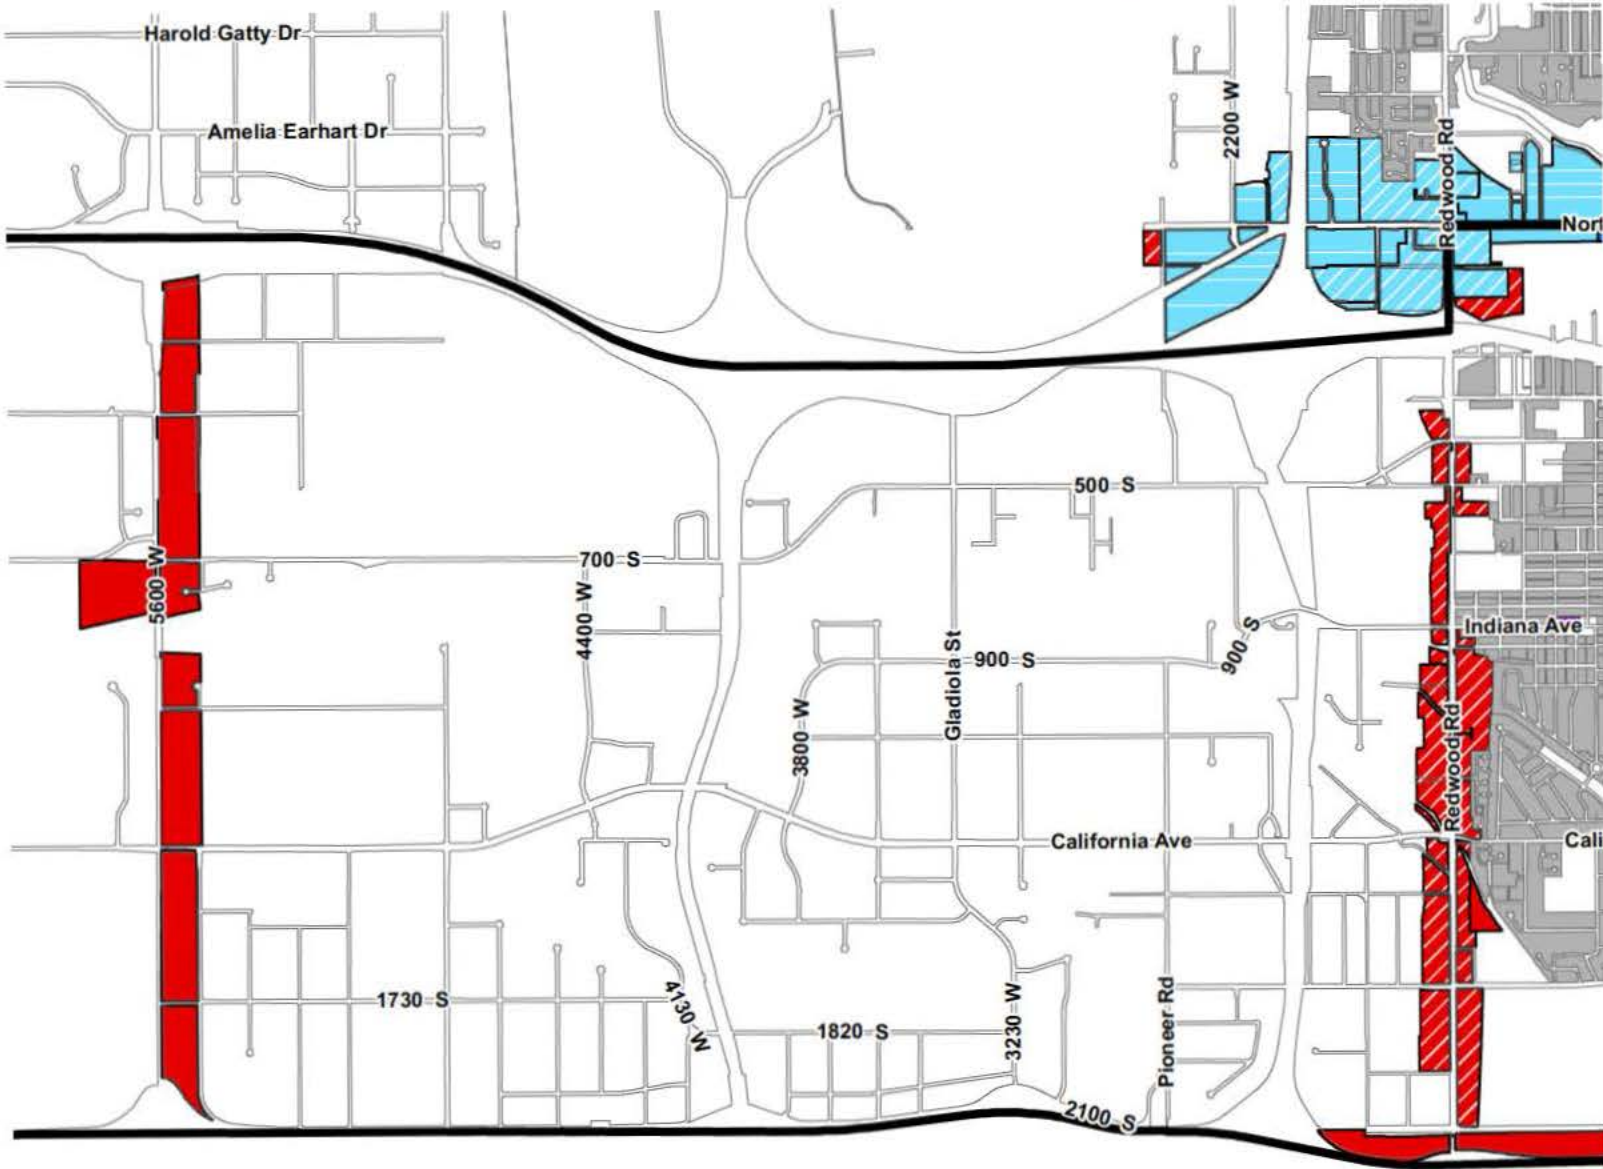 Harold Gatty Dr
Amelia Earhart Dr
2200 W
Redwood Rd
Nort
500 S
700 S
5600 W
4400 W
Indiana Ave
900 S
900 S
Gladiola St
3800 W
Redwood Rd
California Ave
Cali
1730 S
4130 W
1820 S
3230 W
Pioneer Rd
2100 S